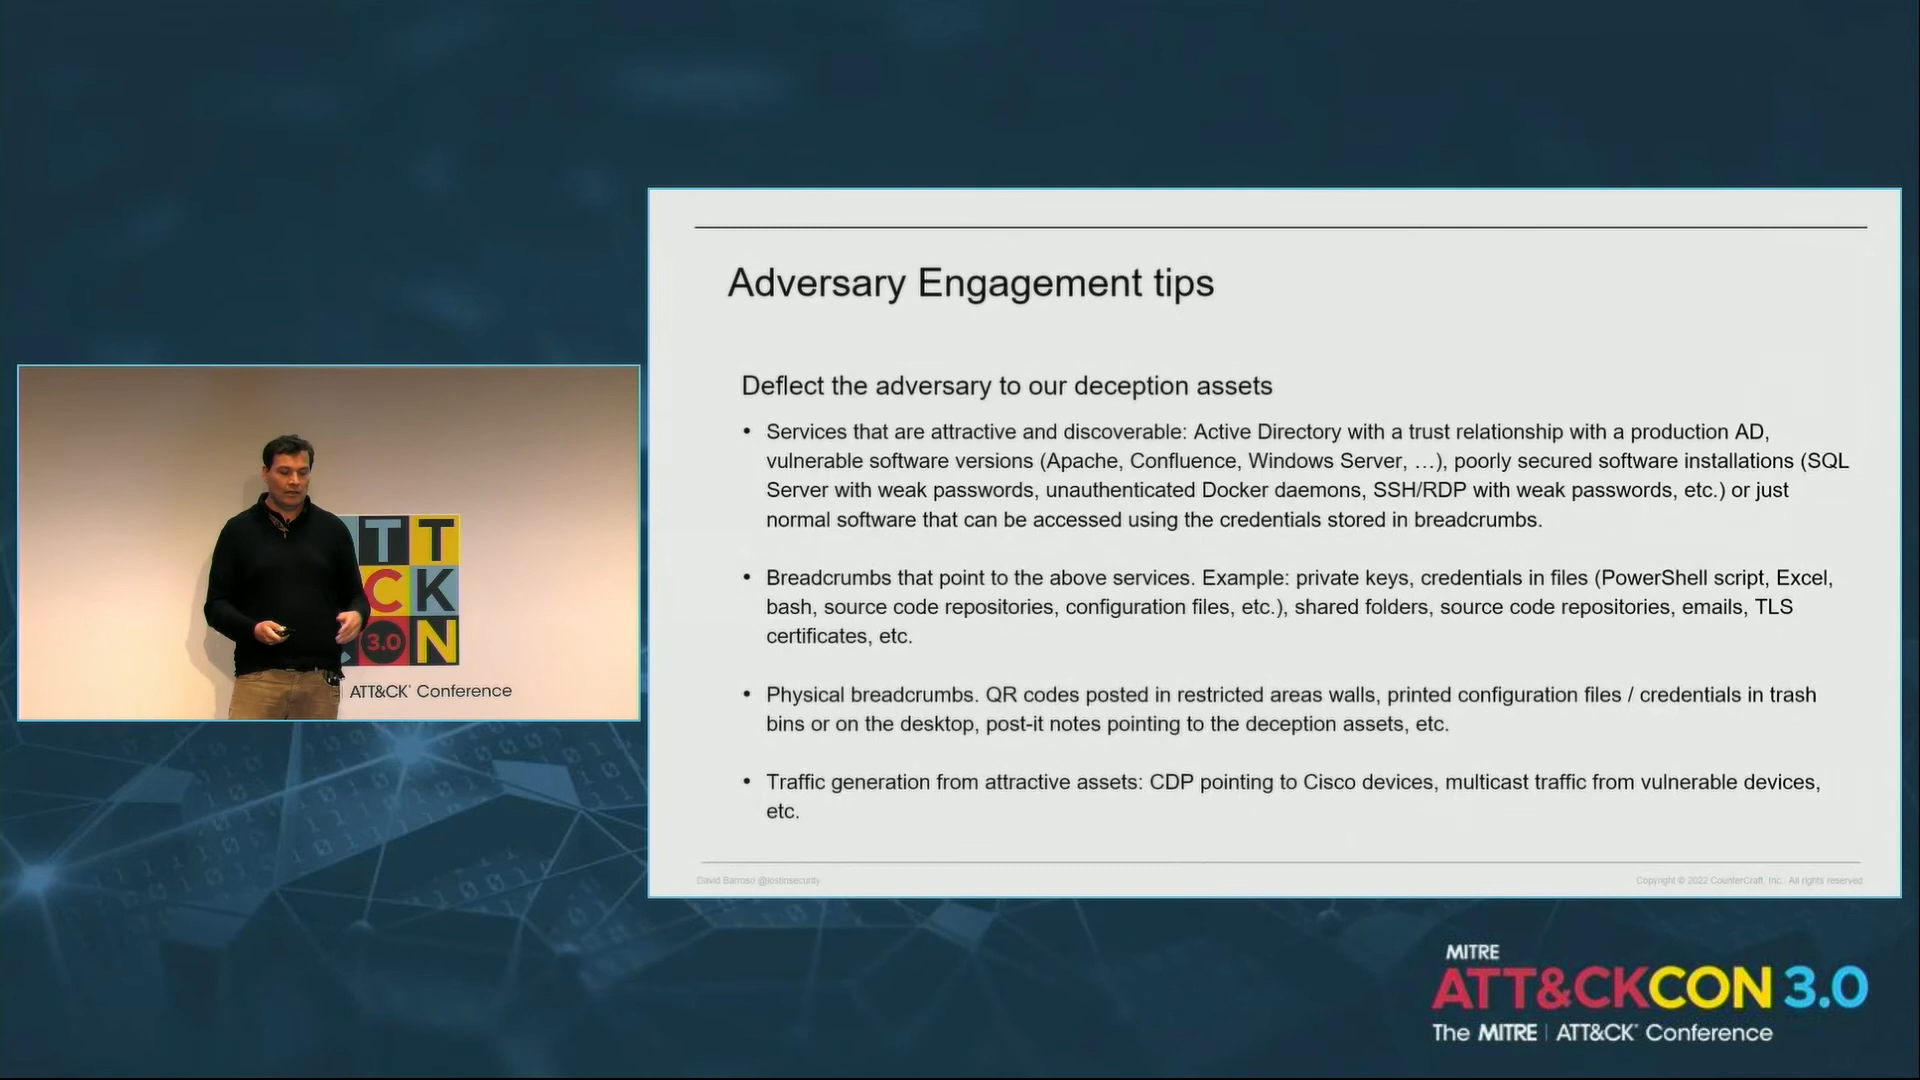 Adversary Engagement tips
Deflect the adversary to our deception assets
• Services that are attractive and discoverable: Active Directory with a trust relationship with a production AD,
vulnerable software versions (Apache, Confluence, Windows Server, …), poorly secured software installations (SQL
Server with weak passwords, unauthenticated Docker daemons, SSH/RDP with weak passwords, etc.) or just
normal software that can be accessed using the credentials stored in breadcrumbs.
• Breadcrumbs that point to the above services. Example: private keys, credentials in files (PowerShell script, Excel,
bash, source code repositories, configuration files, etc.), shared folders, source code repositories, emails, TLS
certificates, etc.
• Physical breadcrumbs. QR codes posted in restricted areas walls, printed configuration files / credentials in trash
bins or on the desktop, post-it notes pointing to the deception assets, etc.
• Traffic generation from attractive assets: CDP pointing to Cisco devices, multicast traffic from vulnerable devices,
etc.
David Barroso @lostinsecurity
Copyright © 2022 CounterCraft, Inc. All rights reserved
T T
C K
3.0 N
ATT&CK® Conference
MITRE
ATT&CKCON 3.0
The MITRE | ATT&CK® Conference